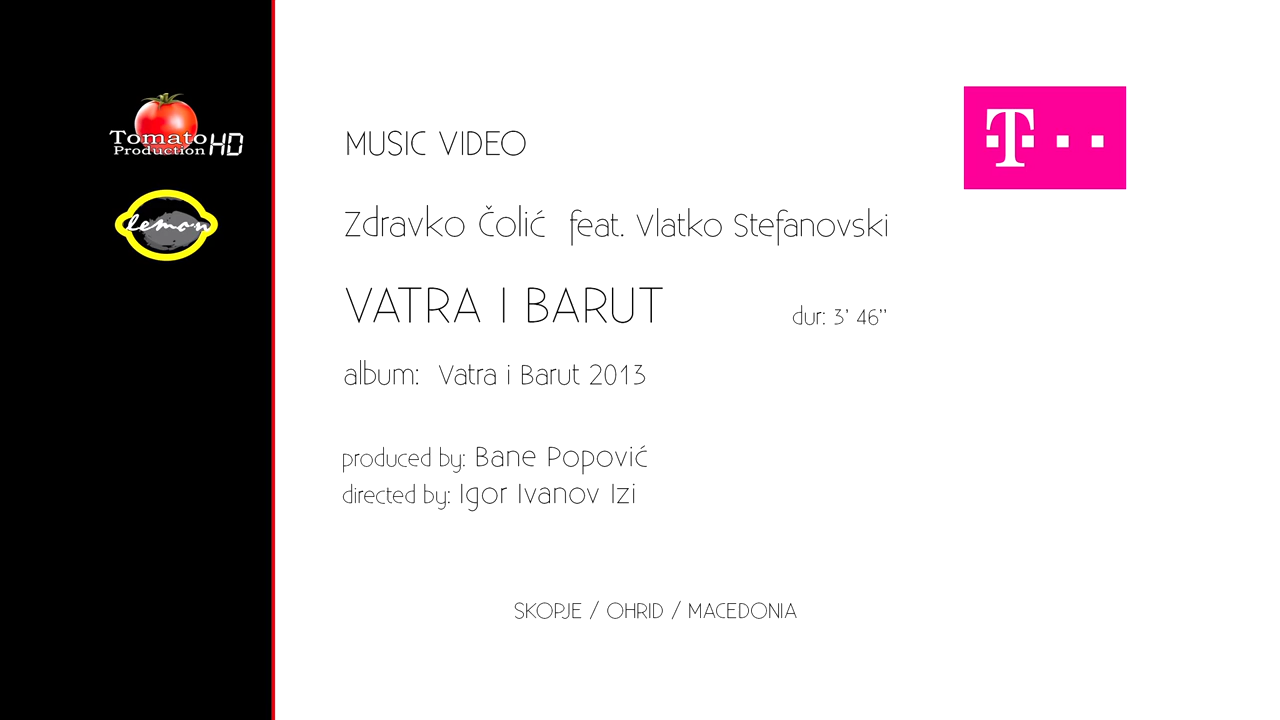 Tomato
Production HD
lemon
MUSIC VIDEO
T
Zdravko Čolić feat. Vlatko Stefanovski
VATRA I BARUT
dur: 3' 46''
album: Vatra i Barut 2013
produced by: Bane Popović
directed by: Igor Ivanov Izi
SKOPJE / OHRID / MACEDONIA